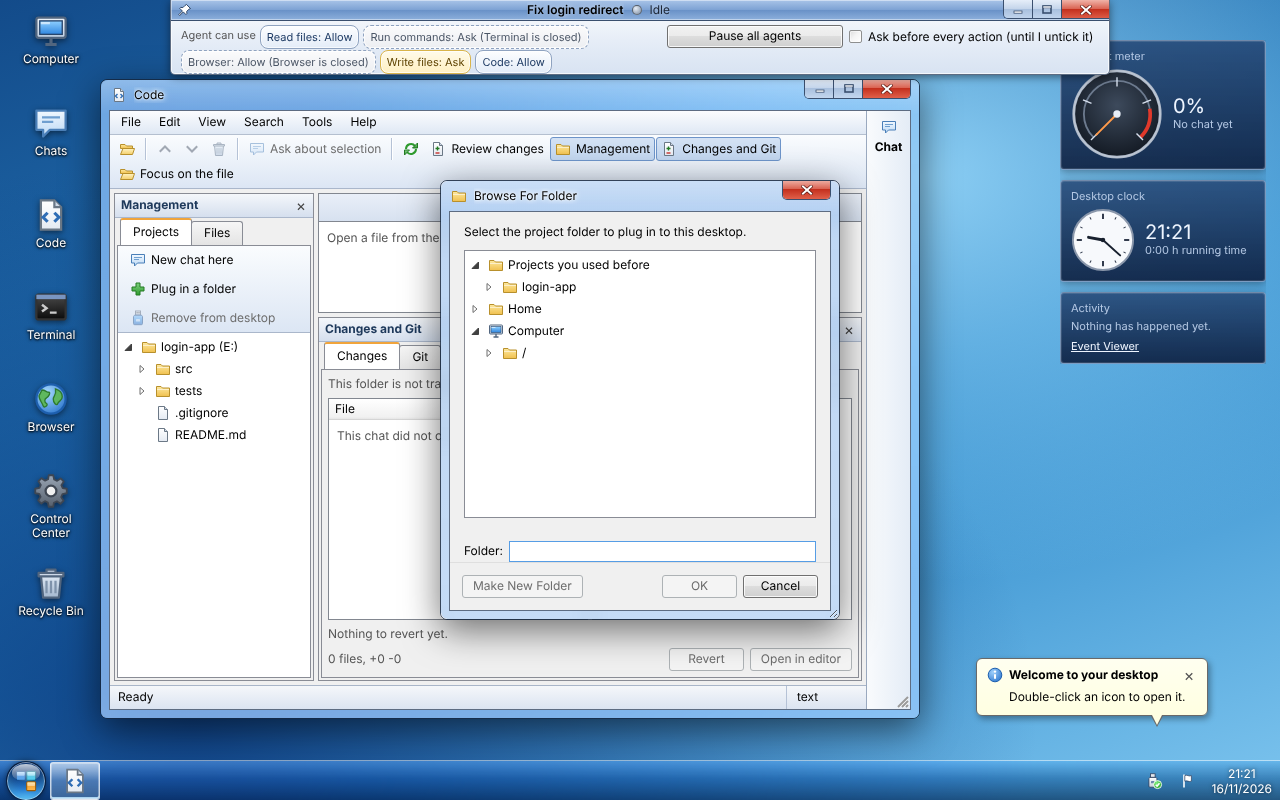 Fix login redirect Idle
Agent can use Read files: Allow Run commands: Ask (Terminal is closed)
Browser: Allow (Browser is closed) Write files: Ask Code: Allow
Pause all agents Ask before every action (until I untick it)
Computer
Chats
Code
Terminal
Browser
Control
Center
Recycle Bin
Code
File Edit View Search Tools Help
Ask about selection Review changes Management Changes and Git
Focus on the file
Chat
Management
Projects Files
New chat here
Plug in a folder
Remove from desktop
login-app (E:)
src
tests
.gitignore
README.md
Open a file from the
Changes and Git
Changes Git
This folder is not tra
File
This chat did not c
Nothing to revert yet.
0 files, +0 -0 Revert Open in editor
Ready text
Browse For Folder
Select the project folder to plug in to this desktop.
Projects you used before
login-app
Home
Computer
/
Folder:
Make New Folder OK Cancel
meter
0%
No chat yet
Desktop clock
21:21
0:00 h running time
Activity
Nothing has happened yet.
Event Viewer
Welcome to your desktop
Double-click an icon to open it.
21:21
16/11/2026